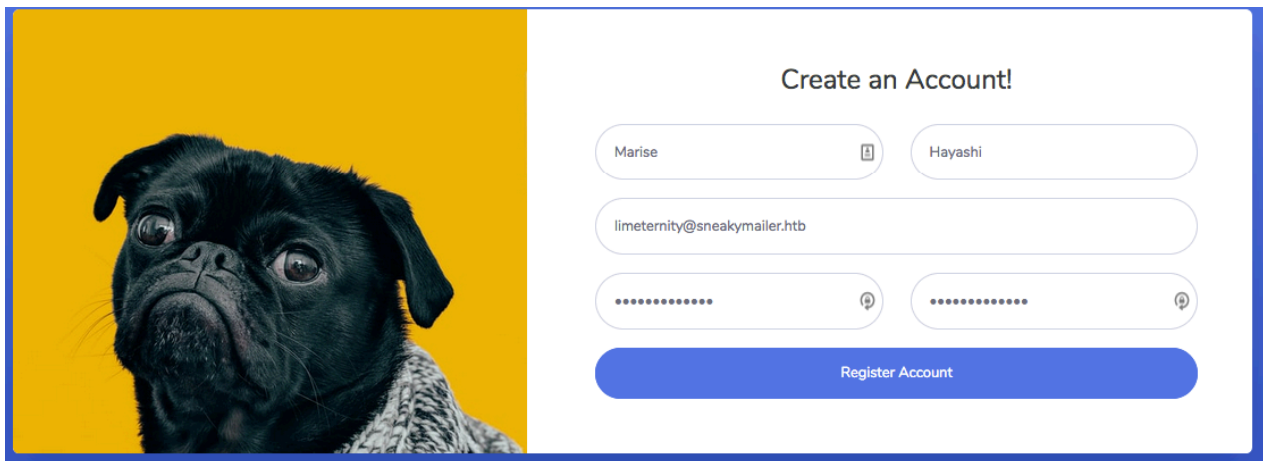 Create an Account!
Marise Hayashi
limeternity@sneakymailer.htb
••••••••••••• •••••••••••••
Register Account